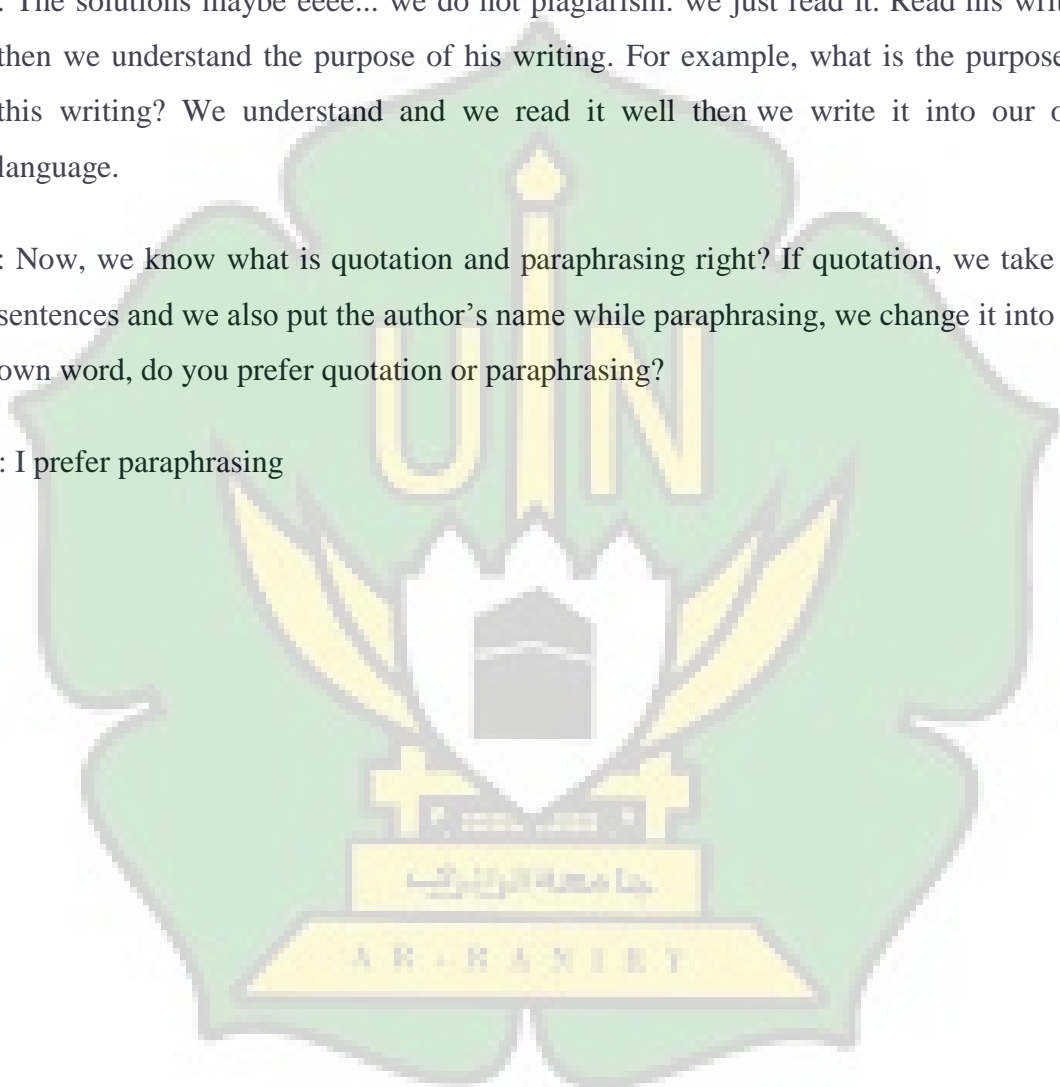 : The solutions maybe eeee... we do not plagiarism. we just read it. Read his writ
then we understand the purpose of his writing. For example, what is the purpose
this writing? We understand and we read it well then we write it into our o
language.
: Now, we know what is quotation and paraphrasing right? If quotation, we take
sentences and we also put the author’s name while paraphrasing, we change it into
own word, do you prefer quotation or paraphrasing?
: I prefer paraphrasing
UIN
جامعة الرانيري
AR-RANIRY